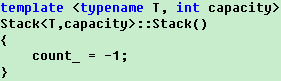 template <typename T, int capacity>
Stack<T,capacity>::Stack()
{
    count_ = -1;
}